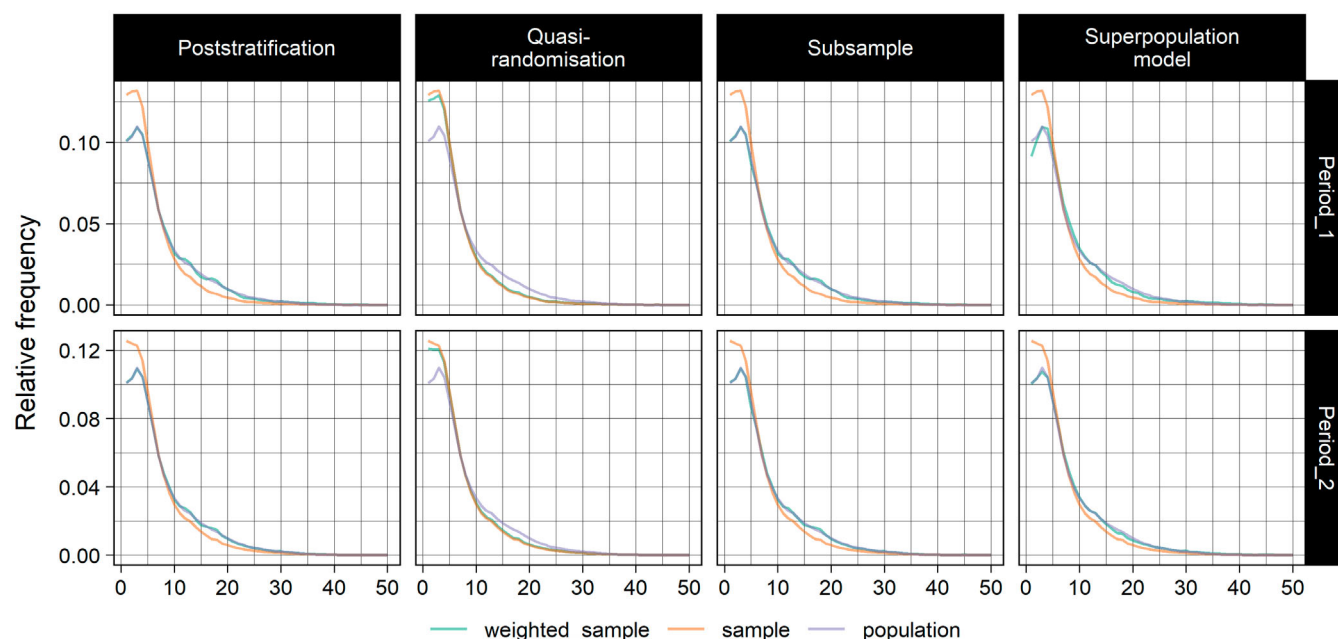 Poststratification
Quasi-
randomisation
Subsample
Superpopulation
model
Relative frequency
0.10
0.05
0.00
Period_1
0.12
0.08
0.04
0.00
Period_2
0 10 20 30 40 50 0 10 20 30 40 50 0 10 20 30 40 50 0 10 20 30 40 50
weighted_sample sample population